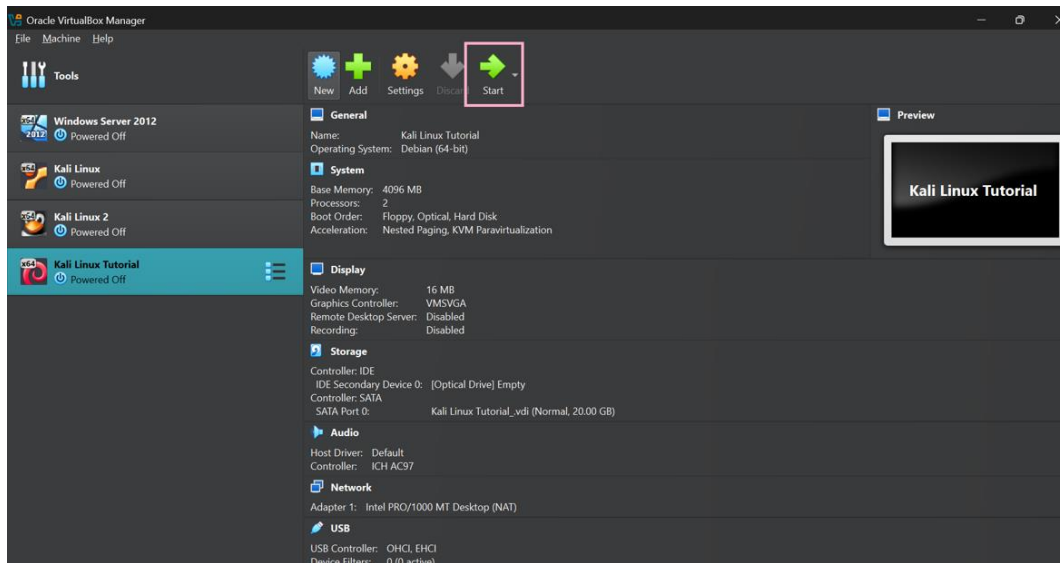 Oracle VirtualBox Manager
File Machine Help
Tools
New Add Settings Discard Start
Windows Server 2012
2012 Powered Off
Kali Linux
Powered Off
Kali Linux 2
Powered Off
Kali Linux Tutorial
Powered Off
General
Name: Kali Linux Tutorial
Operating System: Debian (64-bit)
System
Base Memory: 4096 MB
Processors: 2
Boot Order: Floppy, Optical, Hard Disk
Acceleration: Nested Paging, KVM Paravirtualization
Preview
Kali Linux Tutorial
Display
Video Memory: 16 MB
Graphics Controller: VMSVGA
Remote Desktop Server: Disabled
Recording: Disabled
Storage
Controller: IDE
IDE Secondary Device 0: [Optical Drive] Empty
Controller: SATA
SATA Port 0: Kali Linux Tutorial_vdi (Normal, 20.00 GB)
Audio
Host Driver: Default
Controller: ICH AC97
Network
Adapter 1: Intel PRO/1000 MT Desktop (NAT)
USB
USB Controller: OHCI, EHCI
Device Filters: 0 (0 active)